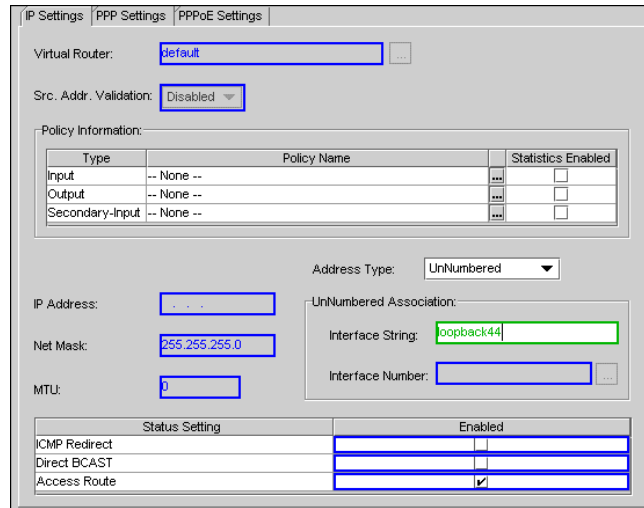 IP Settings PPP Settings PPPoE Settings
Virtual Router: default ...
Src. Addr. Validation: Disabled
Policy Information:
Type Policy Name Statistics Enabled
Input -- None -- ...
Output -- None -- ...
Secondary-Input -- None -- ...
Address Type: UnNumbered
IP Address: . . .
UnNumbered Association:
Interface String: loopback44
Net Mask: 255.255.255.0
Interface Number: ...
MTU: 0
Status Setting Enabled
ICMP Redirect
Direct BCAST
Access Route